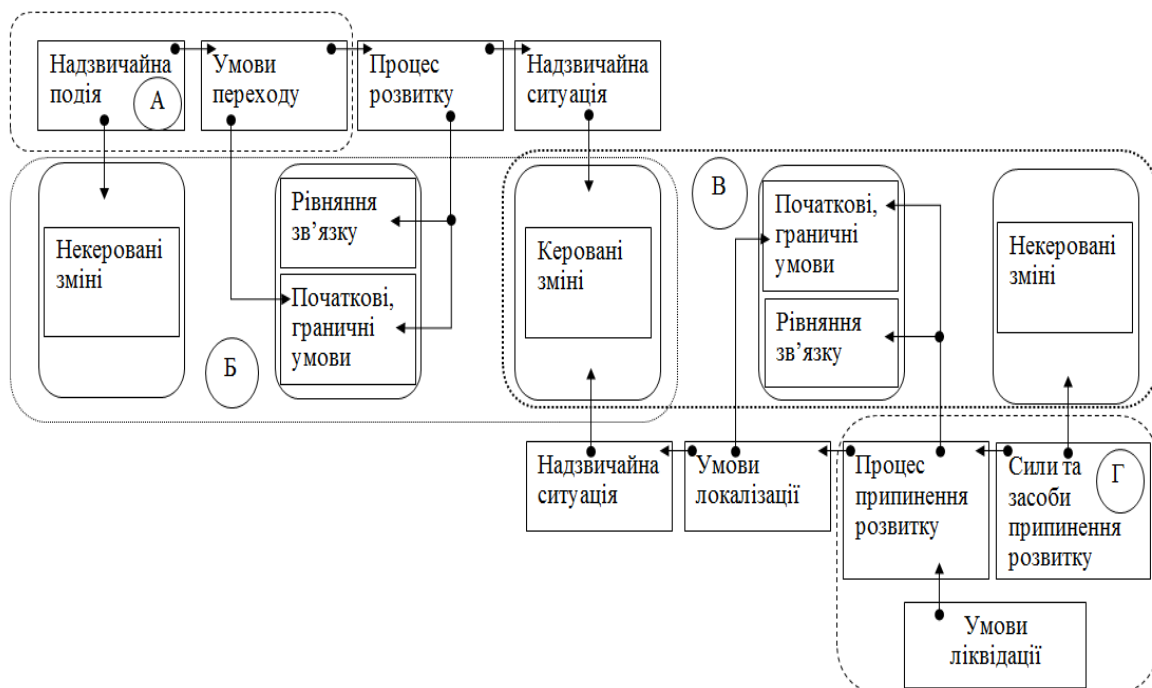 Надзвичайна
подія
А
Умови
переходу
Процес
розвитку
Надзвичайна
ситуація
Некеровані
зміні
Рівняння
зв’язку
Початкові,
граничні
умови
Б
Керовані
зміні
В
Початкові,
граничні
умови
Рівняння
зв’язку
Некеровані
зміні
Надзвичайна
ситуація
Умови
локалізації
Процес
припинення
розвитку
Сили та
засоби
припинення
розвитку
Г
Умови
ліквідації